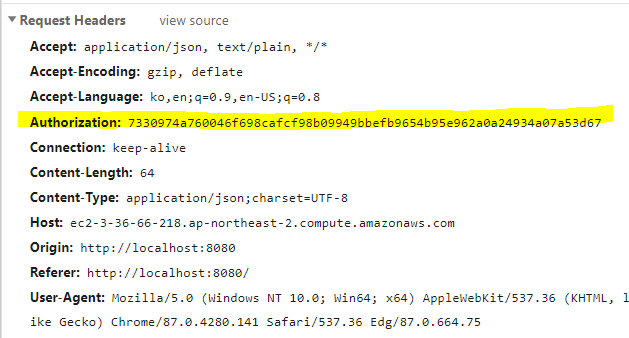 Request Headers view source
Accept: application/json, text/plain, */*
Accept-Encoding: gzip, deflate
Accept-Language: ko,en;q=0.9,en-US;q=0.8
Authorization: 7330974a760046f698cafcf98b09949bbefb9654b95e962a0a24934a07a53d67
Connection: keep-alive
Content-Length: 64
Content-Type: application/json;charset=UTF-8
Host: ec2-3-36-66-218.ap-northeast-2.compute.amazonaws.com
Origin: http://localhost:8080
Referer: http://localhost:8080/
User-Agent: Mozilla/5.0 (Windows NT 10.0; Win64; x64) AppleWebKit/537.36 (KHTML, l
ike Gecko) Chrome/87.0.4280.141 Safari/537.36 Edg/87.0.664.75